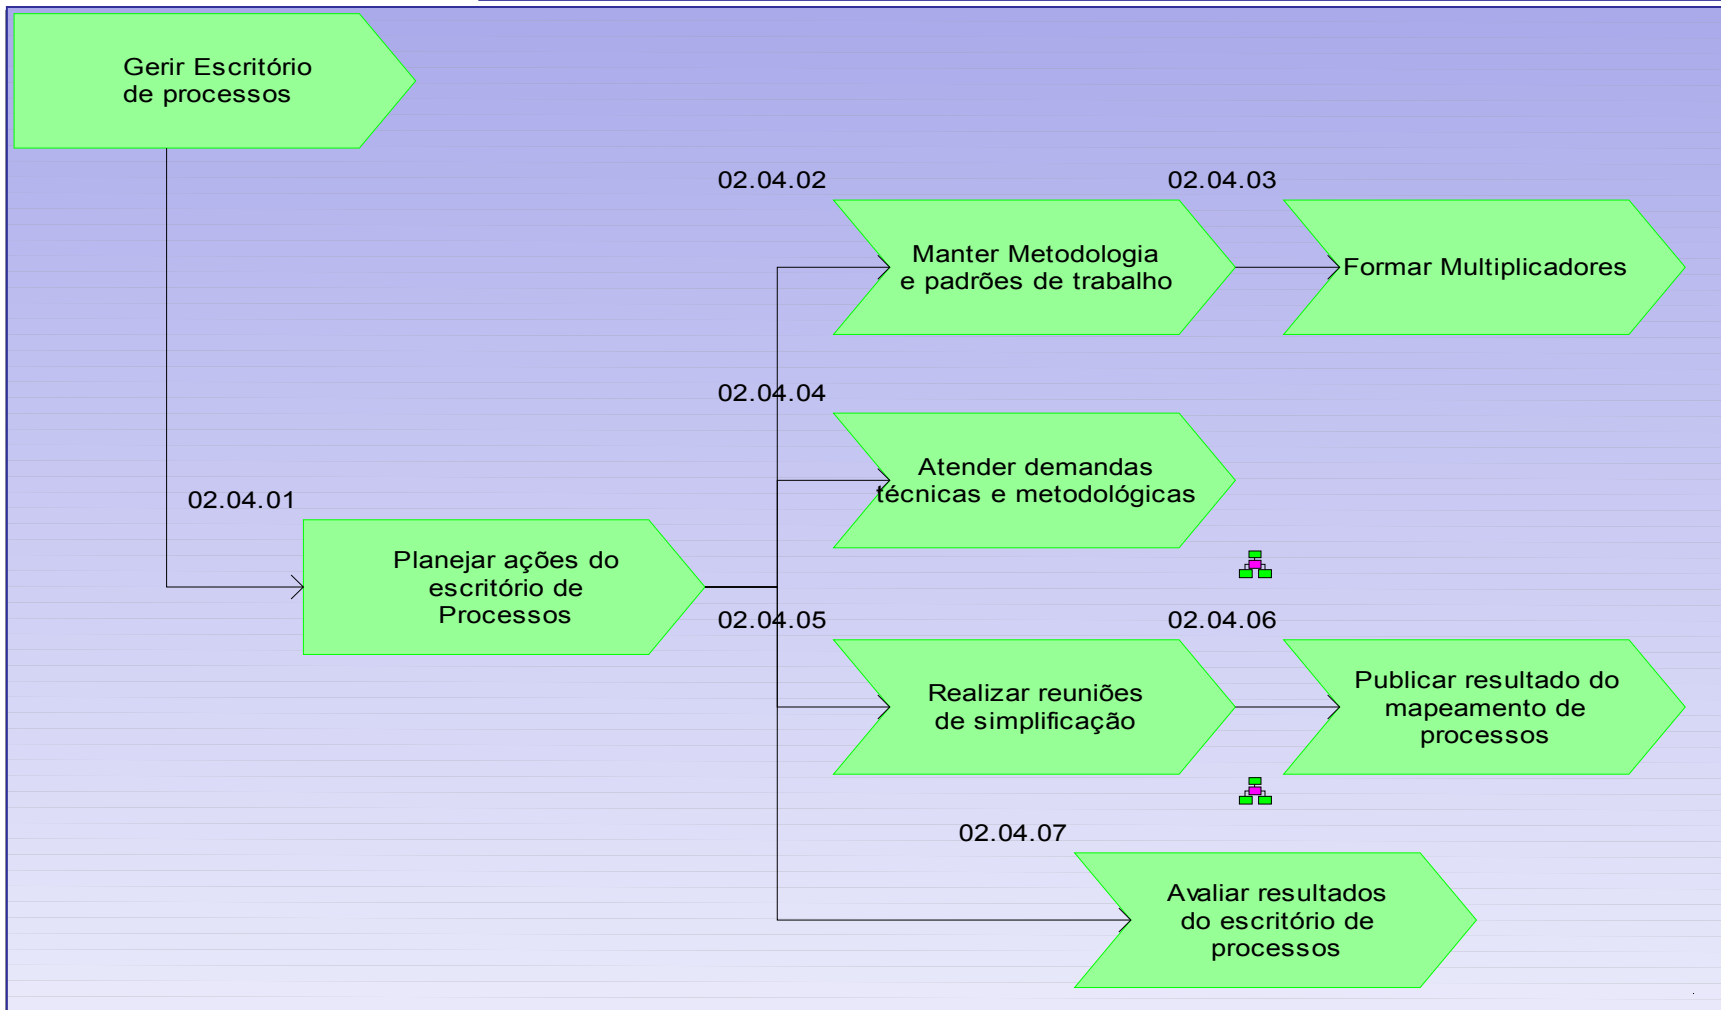 Gerir Escritório
de processos
02.04.02
Manter Metodologia
e padrões de trabalho
02.04.03
Formar Multiplicadores
02.04.04
Atender demandas
técnicas e metodológicas
02.04.01
Planejar ações do
escritório de
Processos
02.04.05
Realizar reuniões
de simplificação
02.04.06
Publicar resultado do
mapeamento de
processos
02.04.07
Avaliar resultados
do escritório de
processos